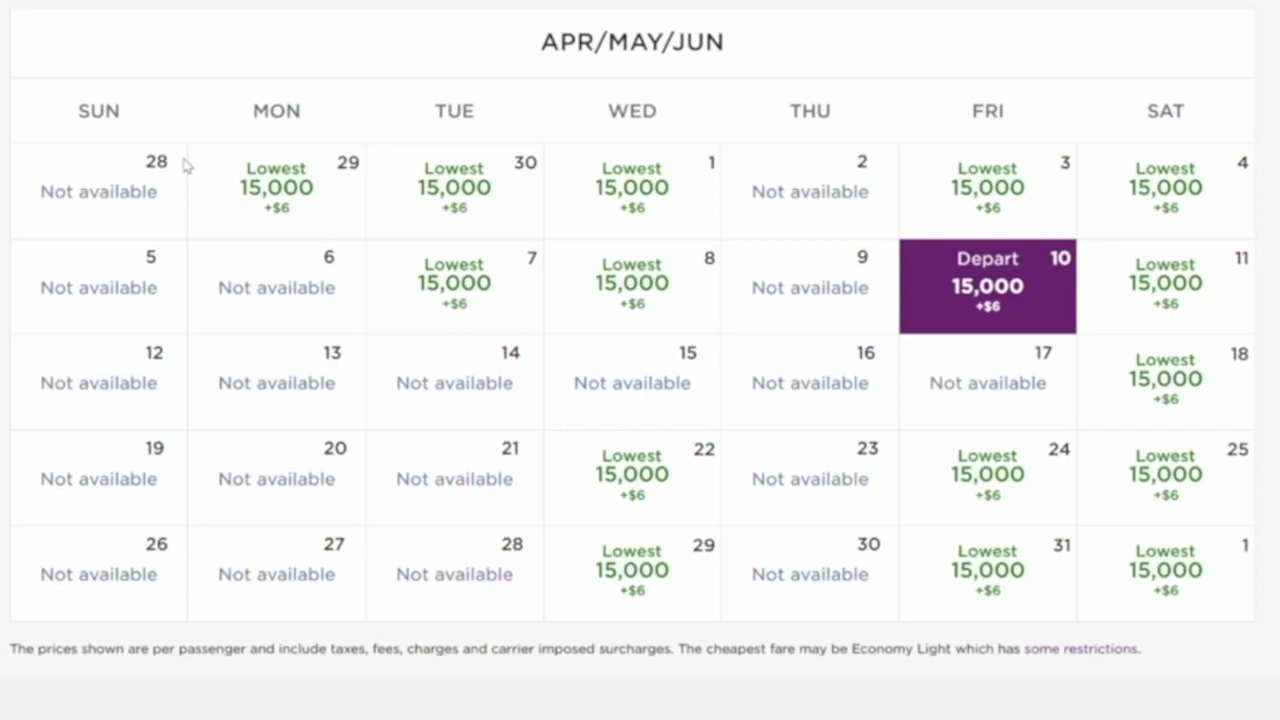 APR/MAY/JUN
SUN MON TUE WED THU FRI SAT
28 Not available
Lowest 29 15,000 +$6
Lowest 30 15,000 +$6
Lowest 1 15,000 +$6
2 Not available
Lowest 3 15,000 +$6
Lowest 4 15,000 +$6
5 Not available
6 Not available
Lowest 7 15,000 +$6
Lowest 8 15,000 +$6
9 Not available
Depart 10 15,000 +$6
Lowest 11 15,000 +$6
12 Not available
13 Not available
14 Not available
15 Not available
16 Not available
17 Not available
Lowest 18 15,000 +$6
19 Not available
20 Not available
21 Not available
Lowest 22 15,000 +$6
23 Not available
Lowest 24 15,000 +$6
Lowest 25 15,000 +$6
26 Not available
27 Not available
28 Not available
Lowest 29 15,000 +$6
30 Not available
Lowest 31 15,000 +$6
Lowest 1 15,000 +$6
The prices shown are per passenger and include taxes, fees, charges and carrier imposed surcharges. The cheapest fare may be Economy Light which has some restrictions.